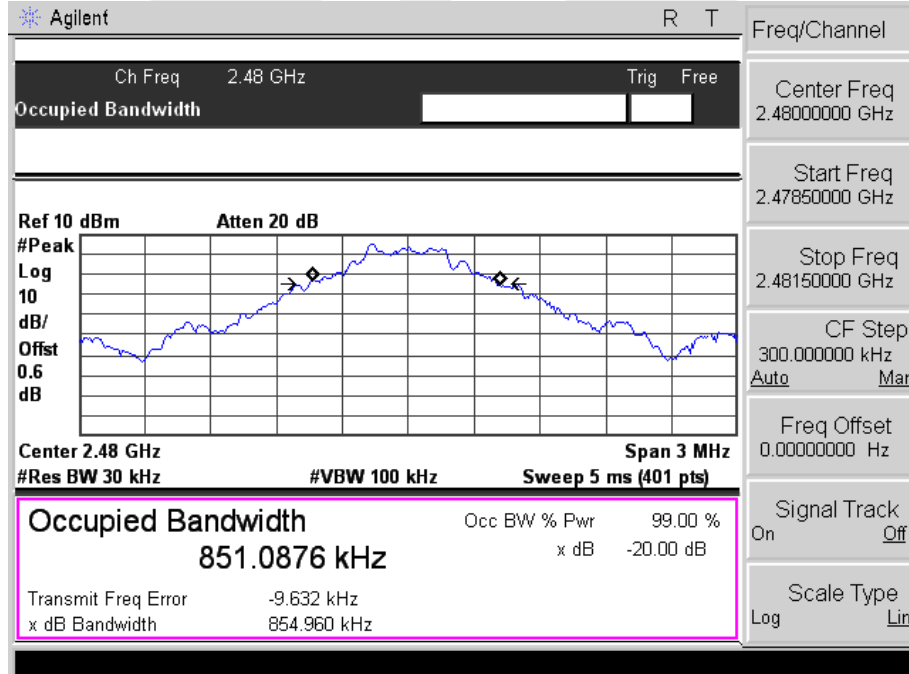 Agilent R T
Ch Freq 2.48 GHz Trig Free
Occupied Bandwidth
Ref 10 dBm Atten 20 dB
#Peak
Log
10
dB/
Offst
0.6
dB
Center 2.48 GHz Span 3 MHz
#Res BW 30 kHz #VBW 100 kHz Sweep 5 ms (401 pts)
Occupied Bandwidth
851.0876 kHz
Occ BW % Pwr 99.00 %
x dB -20.00 dB
Transmit Freq Error -9.632 kHz
x dB Bandwidth 854.960 kHz
Freq/Channel
Center Freq
2.48000000 GHz
Start Freq
2.47850000 GHz
Stop Freq
2.48150000 GHz
CF Step
300.000000 kHz
Auto Man
Freq Offset
0.00000000 Hz
Signal Track
On Off
Scale Type
Log Lin